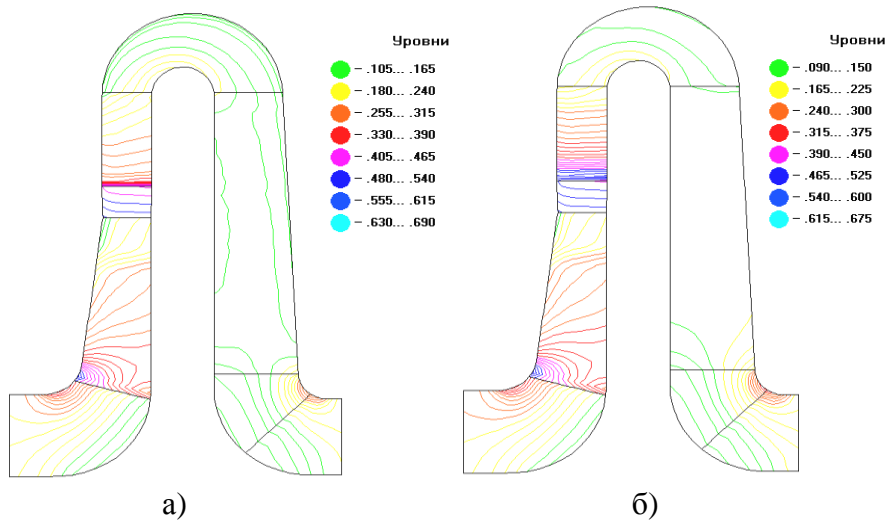 Уровни
- .105... .165
- .180... .240
- .255... .315
- .330... .390
- .405... .465
- .480... .540
- .555... .615
- .630... .690
а)
Уровни
- .090... .150
- .165... .225
- .240... .300
- .315... .375
- .390... .450
- .465... .525
- .540... .600
- .615... .675
б)